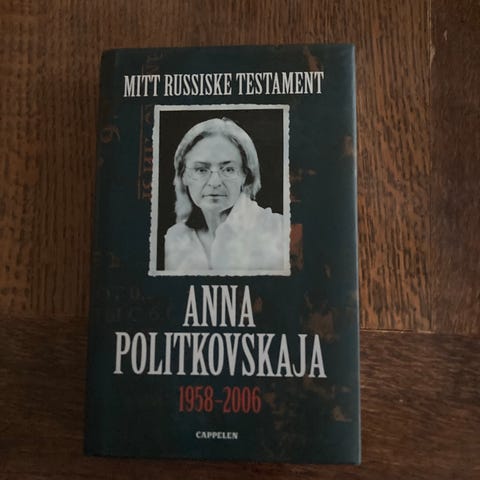 MITT RUSSISKE TESTAMENT
ANNA
POLITKOVSKAJA
1958–2006
CAPPELEN